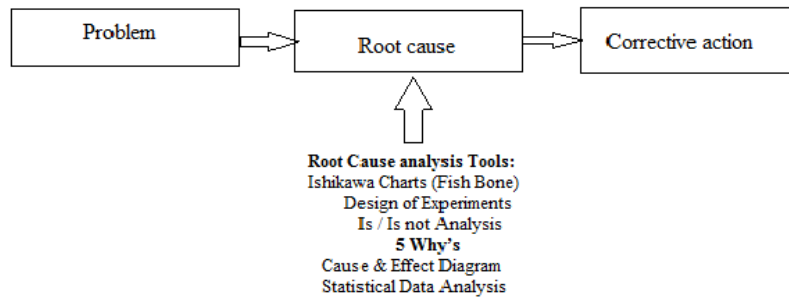 Problem
Root cause
Corrective action
Root Cause analysis Tools:
Ishikawa Charts (Fish Bone)
Design of Experiments
Is / Is not Analysis
5 Why's
Cause & Effect Diagram
Statistical Data Analysis